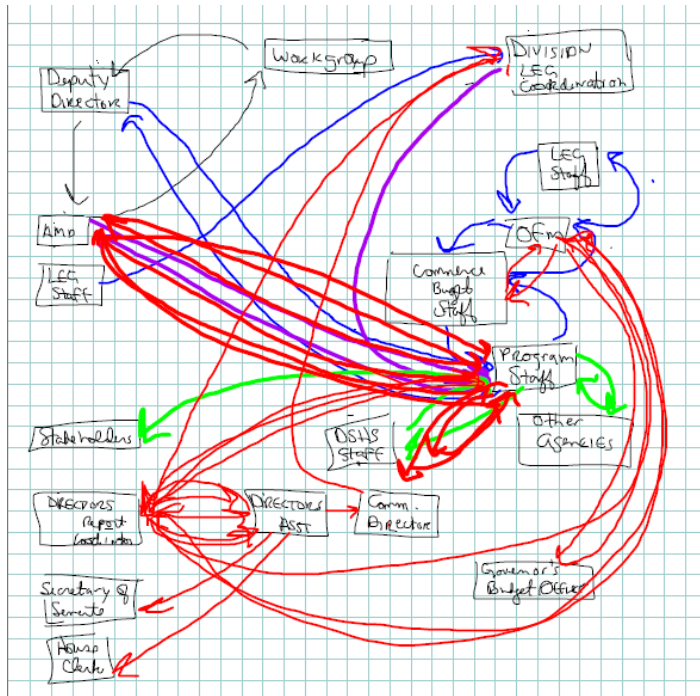 Workgroup
DIVISION
LEG
Coordination
Deputy
Director
LEG
Staff
AMD
OFM
LEG
Staff
Commerce
Budget
Staff
Program
Staff
Stakeholders
DSHS
Staff
Other
Agencies
DIRECTORS
Report
Coordinator
DIRECTORS
ASST
Comm.
Director
Governor's
Budget Office
Secretary of
Senate
House
Clerk